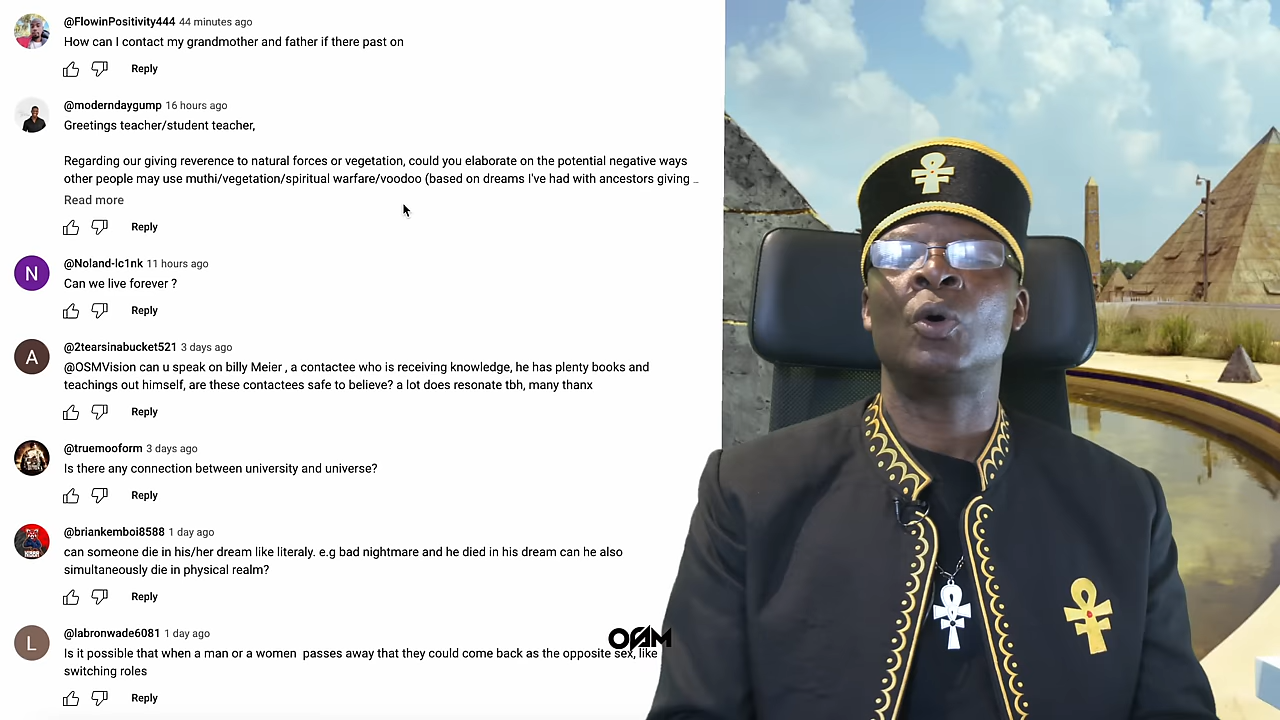 @FlowinPositivity444 44 minutes ago
How can I contact my grandmother and father if there past on
Reply
@moderndaygump 16 hours ago
Greetings teacher/student teacher,
Regarding our giving reverence to natural forces or vegetation, could you elaborate on the potential negative ways
other people may use muthi/vegetation/spiritual warfare/voodoo (based on dreams I've had with ancestors giving ...
Read more
Reply
N
@Noland-lc1nk 11 hours ago
Can we live forever ?
Reply
A
@2tearsinabucket521 3 days ago
@OSMVision can u speak on billy Meier , a contactee who is receiving knowledge, he has plenty books and
teachings out himself, are these contactees safe to believe? a lot does resonate tbh, many thanx
Reply
@truemooform 3 days ago
Is there any connection between university and universe?
Reply
@briankemboi8588 1 day ago
can someone die in his/her dream like literaly. e.g bad nightmare and he died in his dream can he also
simultaneously die in physical realm?
Reply
L
@labronwade6081 1 day ago
Is it possible that when a man or a women  passes away that they could come back as the opposite sex, like
switching roles
Reply